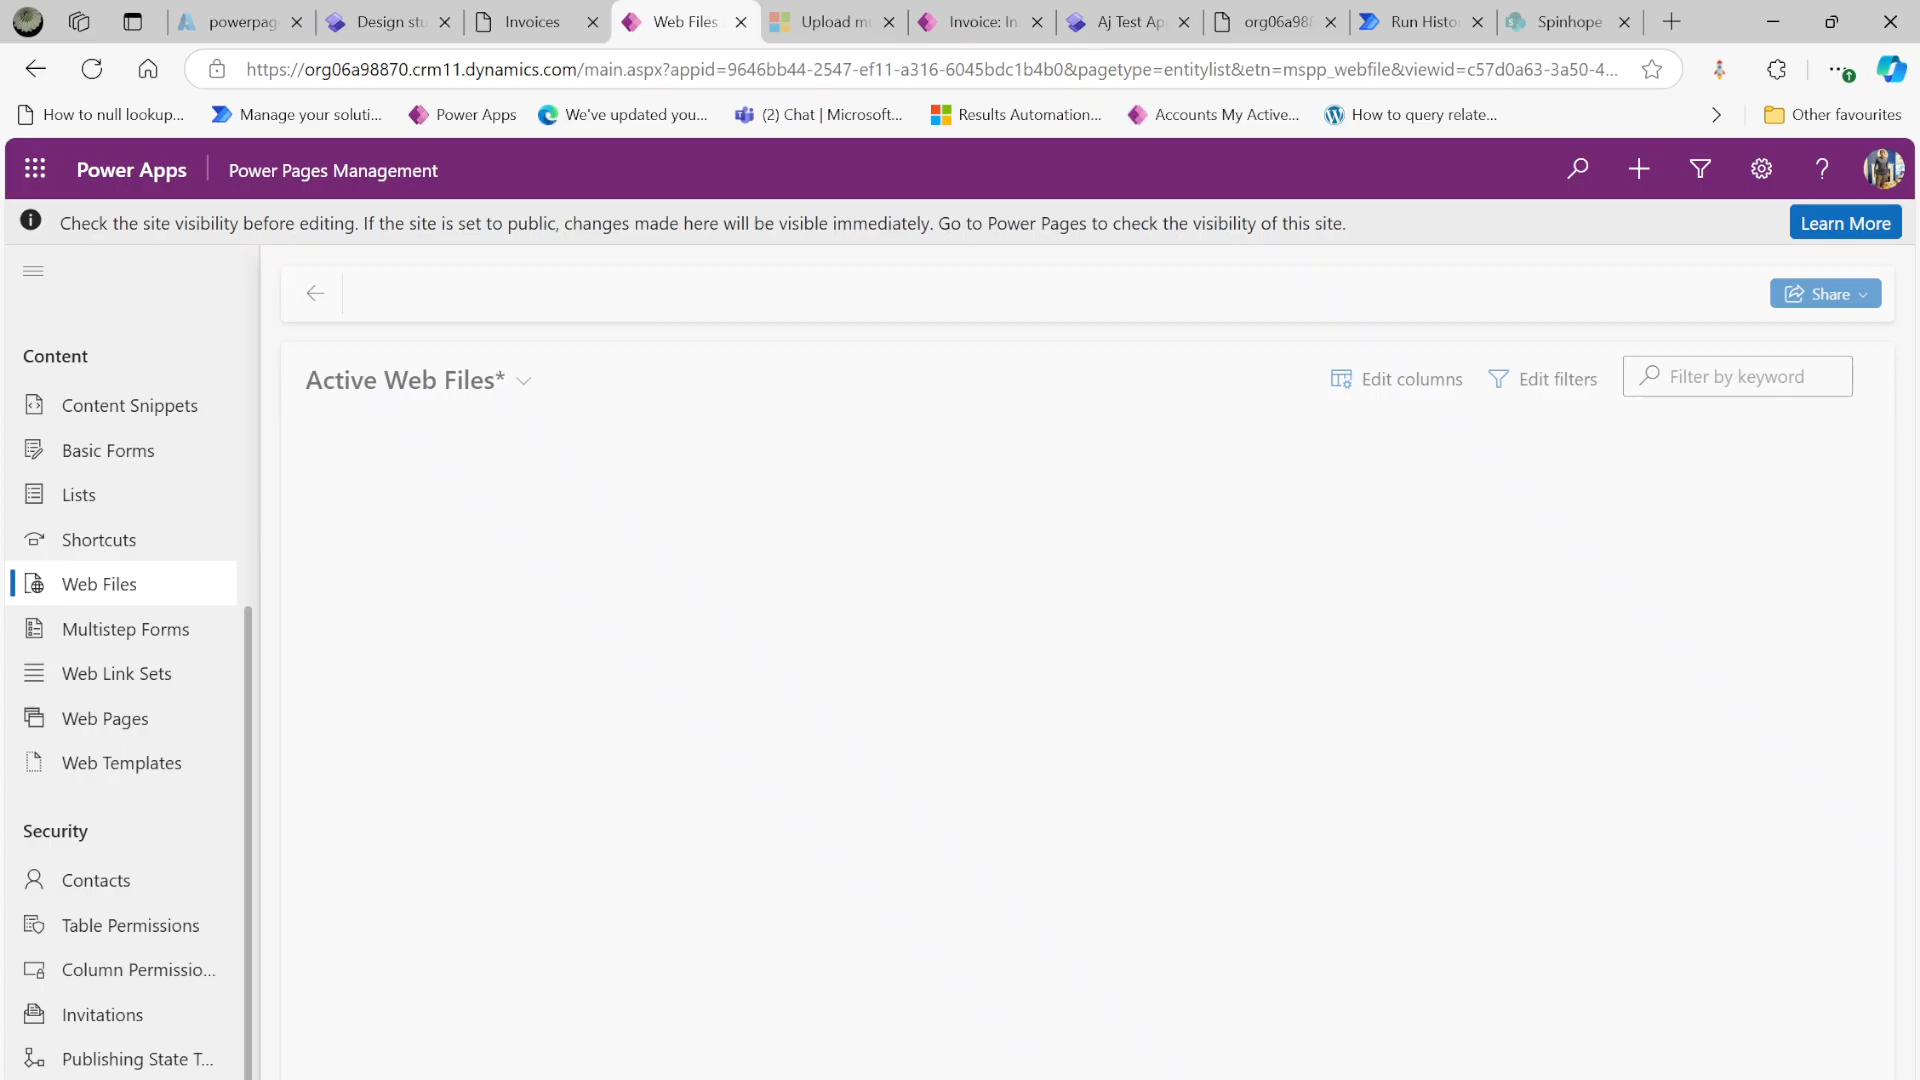 powerpag
Design stu
Invoices
Web Files
Upload mu
Invoice: In
Aj Test Ap
org06a98
Run Histo
Spinhope
https://org06a98870.crm11.dynamics.com/main.aspx?appid=9646bb44-2547-ef11-a316-6045bdc1b4b0&pagetype=entitylist&etn=mspp_webfile&viewid=c57d0a63-3a50-4...
How to null lookup...
Manage your soluti...
Power Apps
We've updated you...
(2) Chat | Microsoft...
Results Automation...
Accounts My Active...
How to query relate...
Other favourites
Power Apps
Power Pages Management
Check the site visibility before editing. If the site is set to public, changes made here will be visible immediately. Go to Power Pages to check the visibility of this site.
Learn More
Share
Content
Content Snippets
Basic Forms
Lists
Shortcuts
Web Files
Multistep Forms
Web Link Sets
Web Pages
Web Templates
Security
Contacts
Table Permissions
Column Permissio...
Invitations
Publishing State T...
Active Web Files*
Edit columns
Edit filters
Filter by keyword